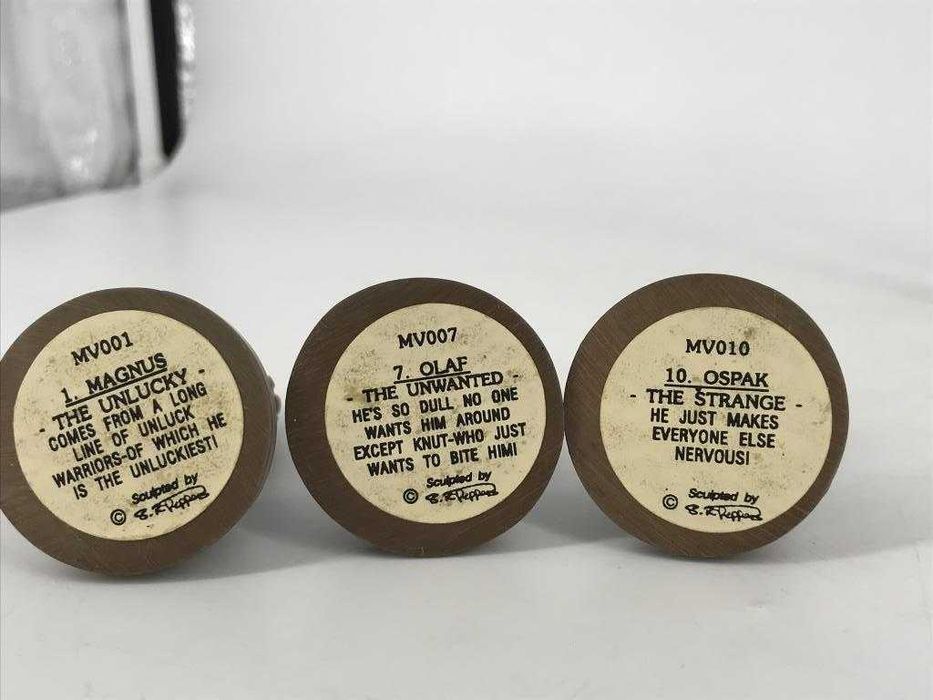 MV001
1. MAGNUS
- THE UNLUCKY -
COMES FROM A LONG
LINE OF UNLUCK
WARRIORS-OF WHICH HE
IS THE UNLUCKIEST!
Sculpted by
©
MV007
7. OLAF
- THE UNWANTED -
HE'S SO DULL NO ONE
WANTS HIM AROUND
EXCEPT KNUT-WHO JUST
WANTS TO BITE HIM!
Sculpted by
©
MV010
10. OSPAK
- THE STRANGE -
HE JUST MAKES
EVERYONE ELSE
NERVOUS!
Sculpted by
©